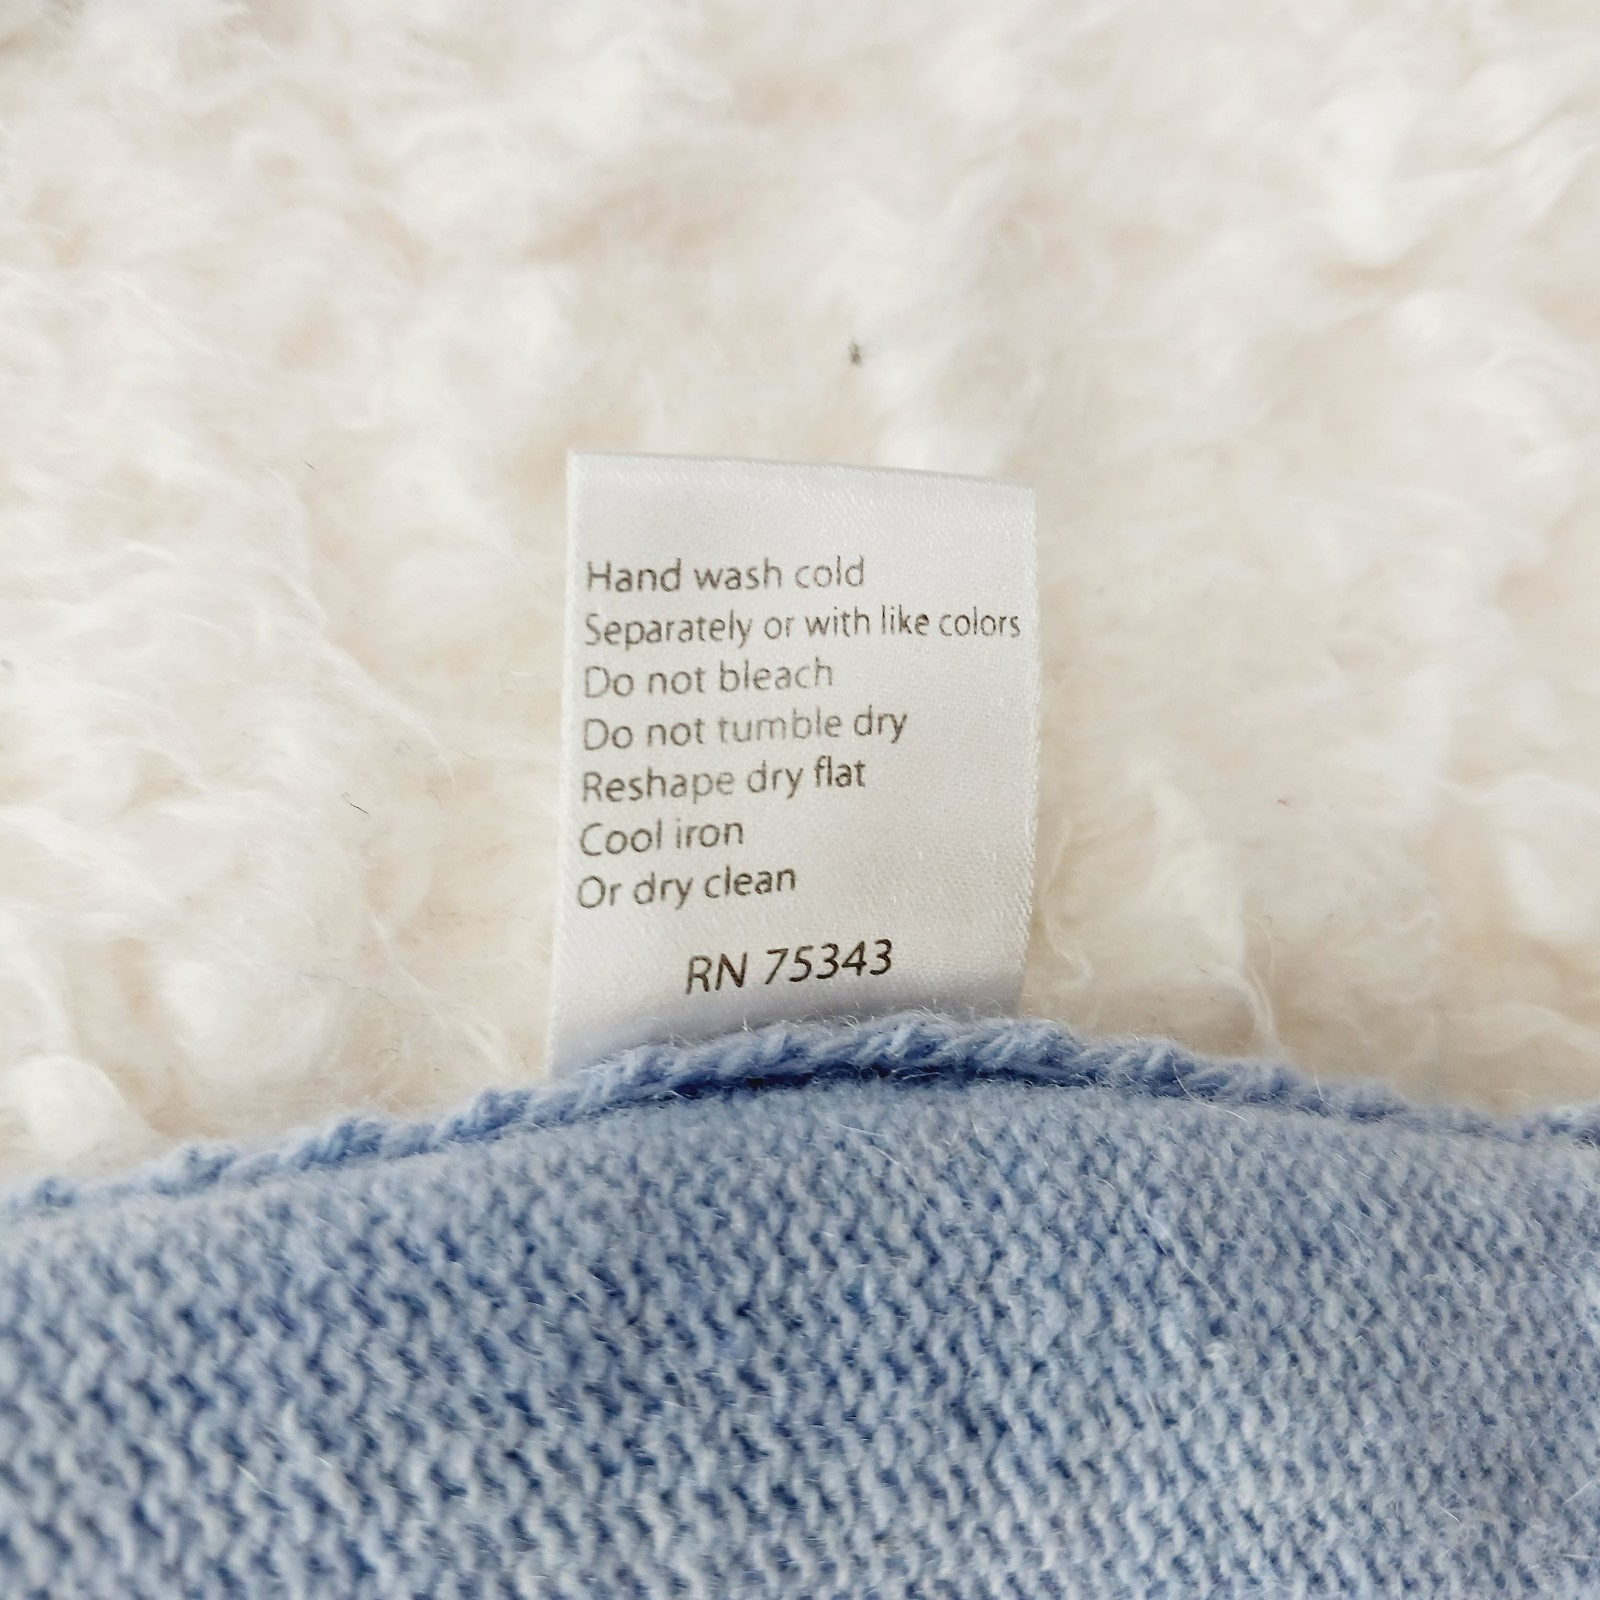 Hand wash cold
Separately or with like colors
Do not bleach
Do not tumble dry
Reshape dry flat
Cool iron
Or dry clean
RN 75343